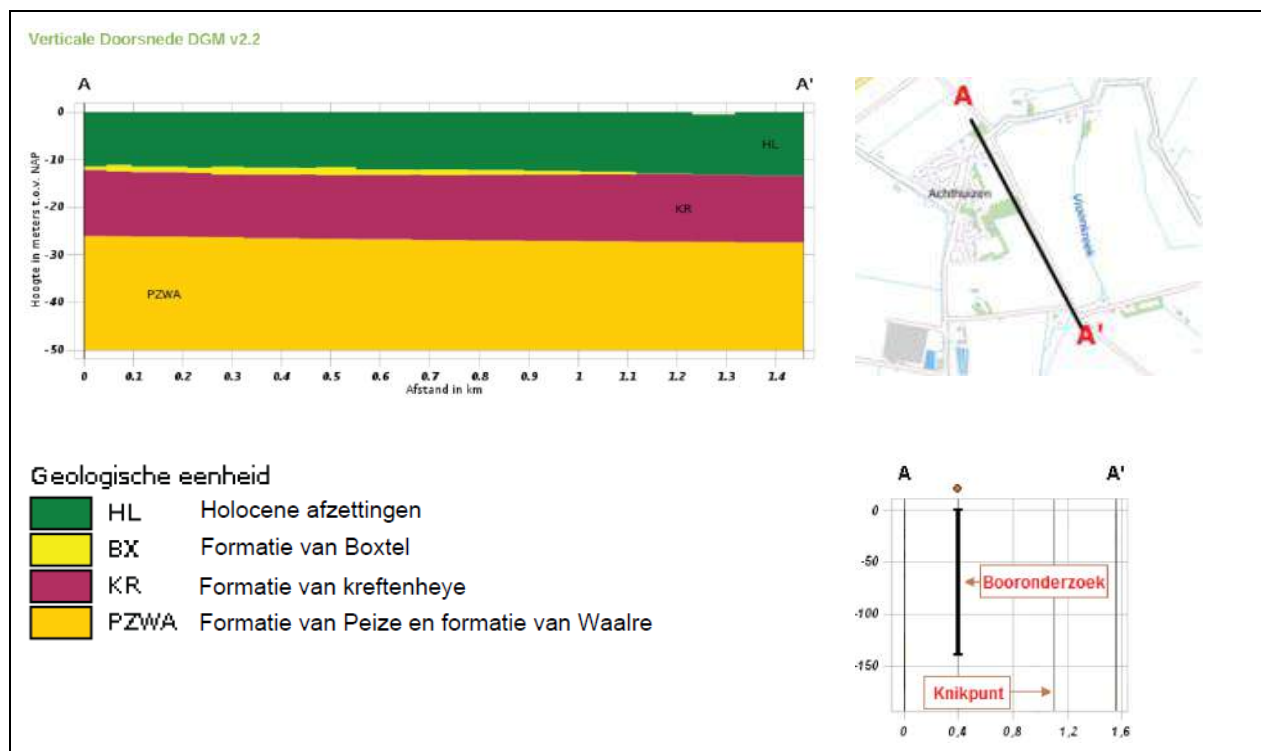 Verticale Doorsnede DGM v2.2
A A'
0
-10
-20
-30
-40
-50
Hoogte in meters t.o.v. NAP
HL
KR
PZWA
0 0.1 0.2 0.3 0.4 0.5 0.6 0.7 0.8 0.9 1 1.1 1.2 1.3 1.4
Afstand in km
A
Achthuizen
Vroonkreek
A'
Geologische eenheid
HL Holocene afzettingen
BX Formatie van Boxtel
KR Formatie van kreftenheye
PZWA Formatie van Peize en formatie van Waalre
A A'
0
-50
-100
-150
Booronderzoek
Knikpunt
0 0,4 0,8 1,2 1,6